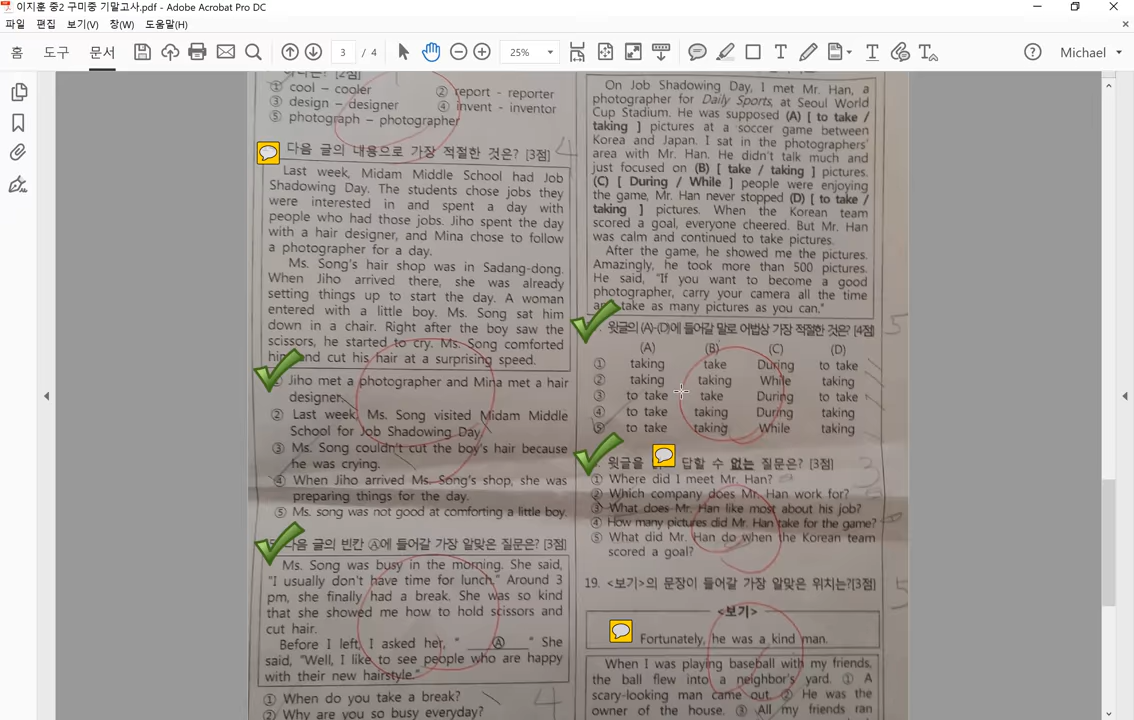 이지훈 중2 구미중 기말고사.pdf - Adobe Acrobat Pro DC
파일 편집 보기(V) 창(W) 도움말(H)
홈 도구 문서 3 / 4 25% Michael
① cool – cooler ② report - reporter
③ design – designer ④ invent - inventor
⑤ photograph – photographer
다음 글의 내용으로 가장 적절한 것은? [3점] 4
Last week, Midam Middle School had Job
Shadowing Day. The students chose jobs they
were interested in and spent a day with
people who had those jobs. Jiho spent the day
with a hair designer, and Mina chose to follow
a photographer for a day.
Ms. Song's hair shop was in Sadang-dong.
When Jiho arrived there, she was already
setting things up to start the day. A woman
entered with a little boy. Ms. Song sat him
down in a chair. Right after the boy saw the
scissors, he started to cry. Ms. Song comforted
him and cut his hair at a surprising speed.
① Jiho met a photographer and Mina met a hair
designer.
② Last week, Ms. Song visited Midam Middle
School for Job Shadowing Day.
③ Ms. Song couldn't cut the boy's hair because
he was crying.
④ When Jiho arrived Ms. Song's shop, she was
preparing things for the day.
⑤ Ms. song was not good at comforting a little boy.
다음 글의 빈칸 Ⓐ에 들어갈 가장 알맞은 질문은? [3점]
Ms. Song was busy in the morning. She said,
"I usually don't have time for lunch." Around 3
pm, she finally had a break. She was so kind
that she showed me how to hold scissors and
cut hair.
Before I left, I asked her, " Ⓐ " She
said, "Well, I like to see people who are happy
with their new hairstyle."
① When do you take a break? 4
② Why are you so busy everyday?
On Job Shadowing Day, I met Mr. Han, a
photographer for Daily Sports, at Seoul World
Cup Stadium. He was supposed (A) [ to take /
taking ] pictures at a soccer game between
Korea and Japan. I sat in the photographers'
area with Mr. Han. He didn't talk much and
just focused on (B) [ take / taking ] pictures.
(C) [ During / While ] people were enjoying
the game, Mr. Han never stopped (D) [ to take /
taking ] pictures. When the Korean team
scored a goal, everyone cheered. But Mr. Han
was calm and continued to take pictures.
After the game, he showed me the pictures.
Amazingly, he took more than 500 pictures.
He said, "If you want to become a good
photographer, carry your camera all the time
and take as many pictures as you can."
윗글의 (A)-(D)에 들어갈 말로 어법상 가장 적절한 것은? [4점] 5
(A) (B) (C) (D)
① taking take During to take
② taking taking While taking
③ to take take During to take
④ to take taking During taking
⑤ to take taking While taking
윗글을 답할 수 없는 질문은? [3점] 3
① Where did I meet Mr. Han?
② Which company does Mr. Han work for?
③ What does Mr. Han like most about his job?
④ How many pictures did Mr. Han take for the game?
⑤ What did Mr. Han do when the Korean team
scored a goal?
19. <보기>의 문장이 들어갈 가장 알맞은 위치는?[3점] 5
<보기>
Fortunately, he was a kind man.
When I was playing baseball with my friends,
the ball flew into a neighbor's yard. ① A
scary-looking man came out. ② He was the
owner of the house. ③ All my friends ran